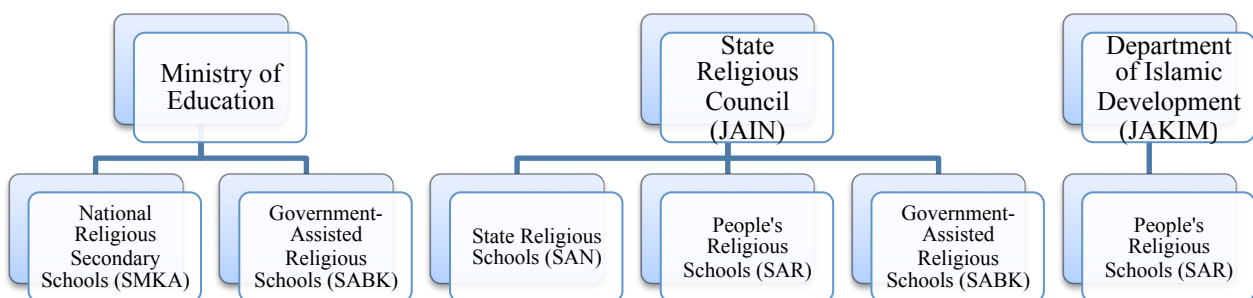 Ministry of
Education
State
Religious
Council
(JAIN)
Department
of Islamic
Development
(JAKIM)
National
Religious
Secondary
Schools (SMKA)
Government-
Assisted
Religious
Schools (SABK)
State Religious
Schools (SAN)
People's
Religious
Schools (SAR)
Government-
Assisted
Religious
Schools (SABK)
People's
Religious
Schools (SAR)